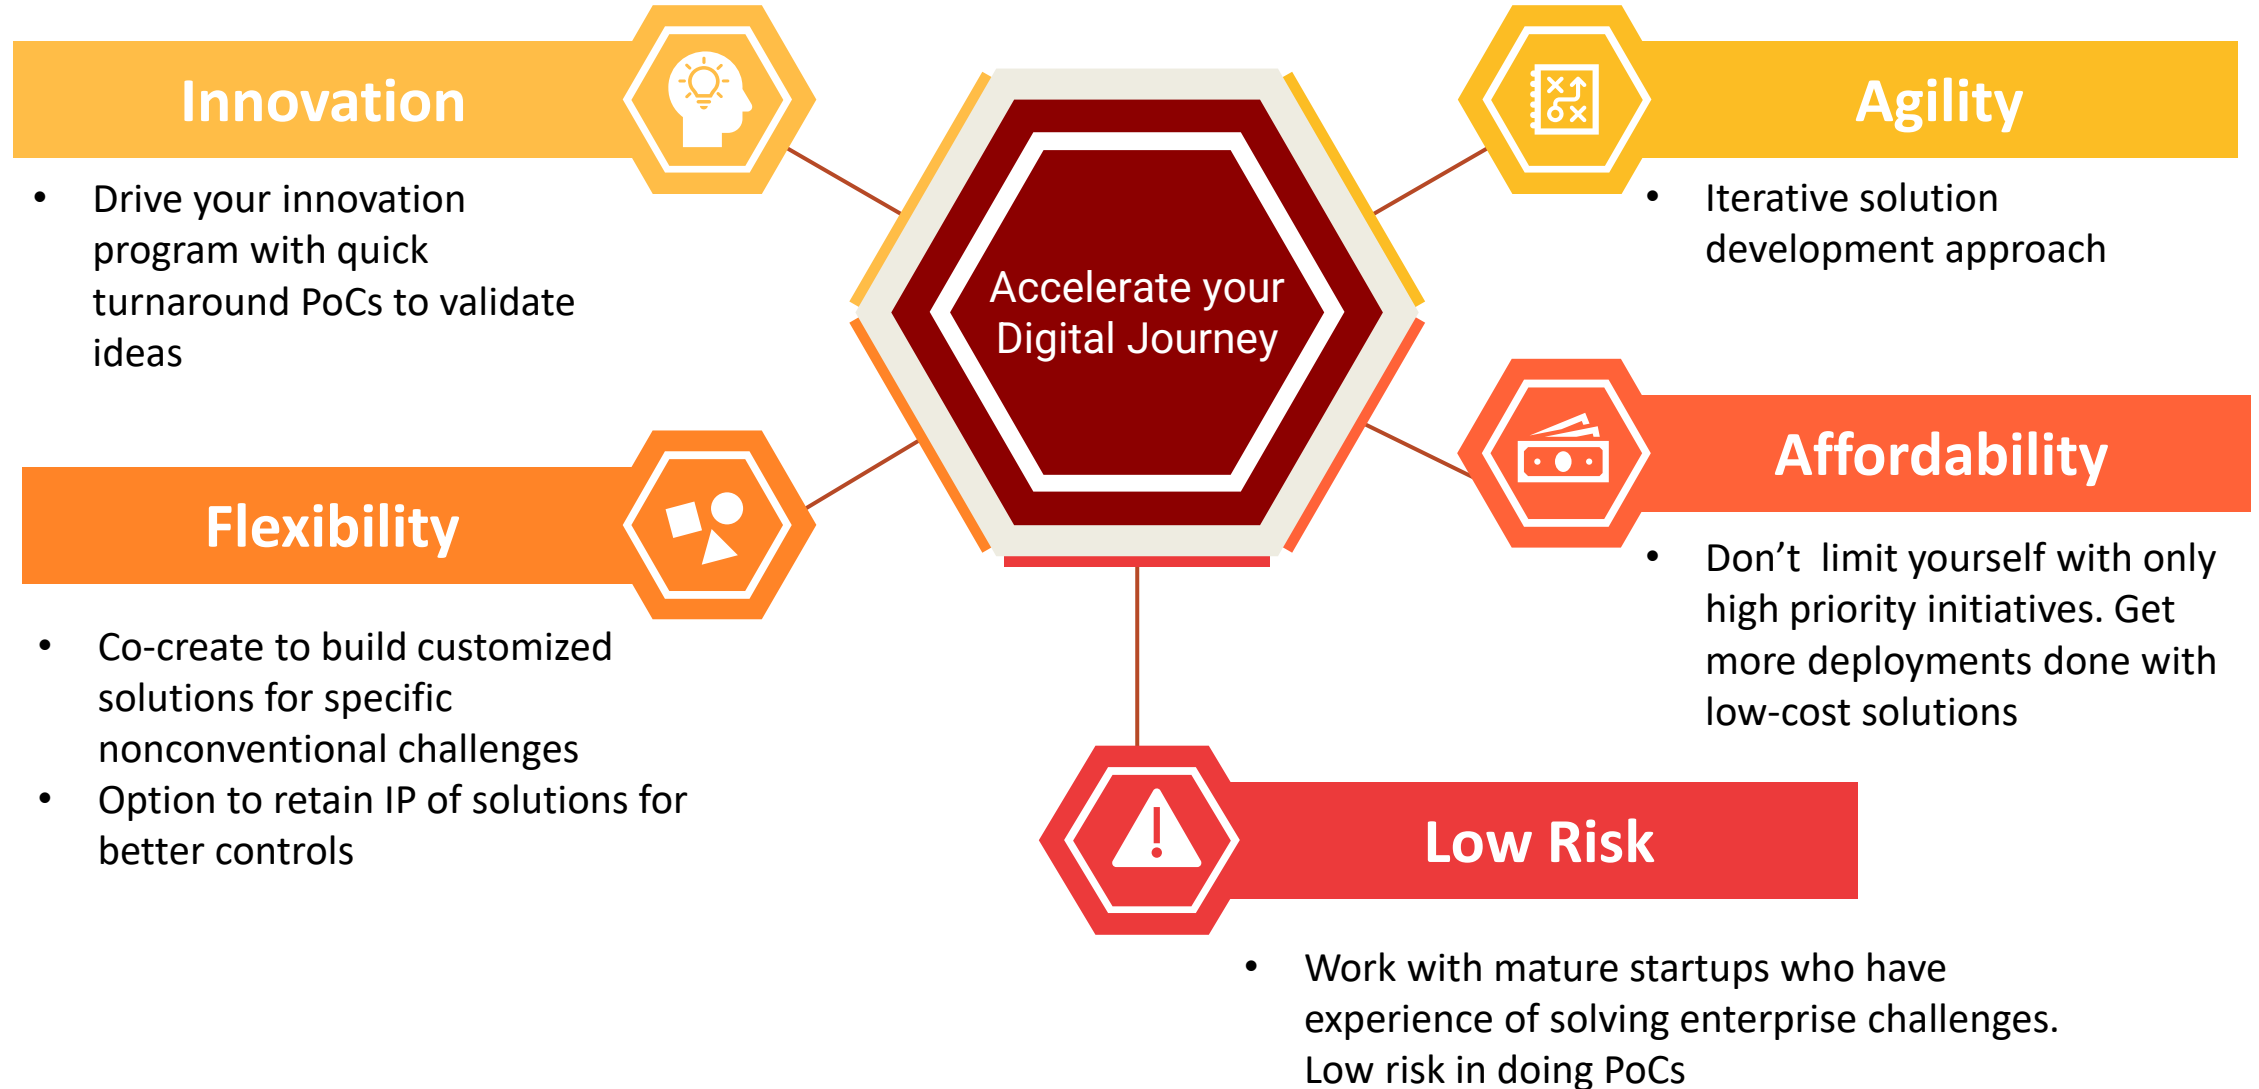 Innovation
• Drive your innovation
program with quick
turnaround PoCs to validate
ideas
Flexibility
• Co-create to build customized
solutions for specific
nonconventional challenges
• Option to retain IP of solutions for
better controls
Accelerate your
Digital Journey
Agility
• Iterative solution
development approach
Affordability
• Don’t  limit yourself with only
high priority initiatives. Get
more deployments done with
low-cost solutions
Low Risk
• Work with mature startups who have
experience of solving enterprise challenges.
Low risk in doing PoCs